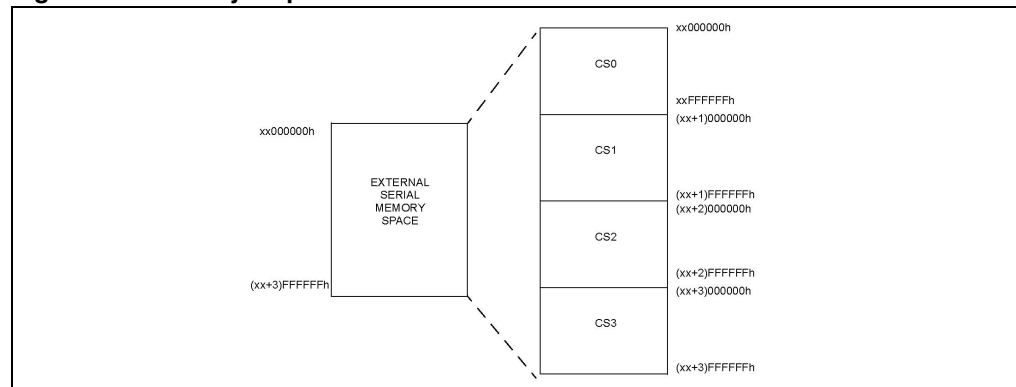 xx000000h
EXTERNAL
SERIAL
MEMORY
SPACE
(xx+3)FFFFFFh
xx000000h
CS0
xxFFFFFFh
(xx+1)000000h
CS1
(xx+1)FFFFFFh
(xx+2)000000h
CS2
(xx+2)FFFFFFh
(xx+3)000000h
CS3
(xx+3)FFFFFFh